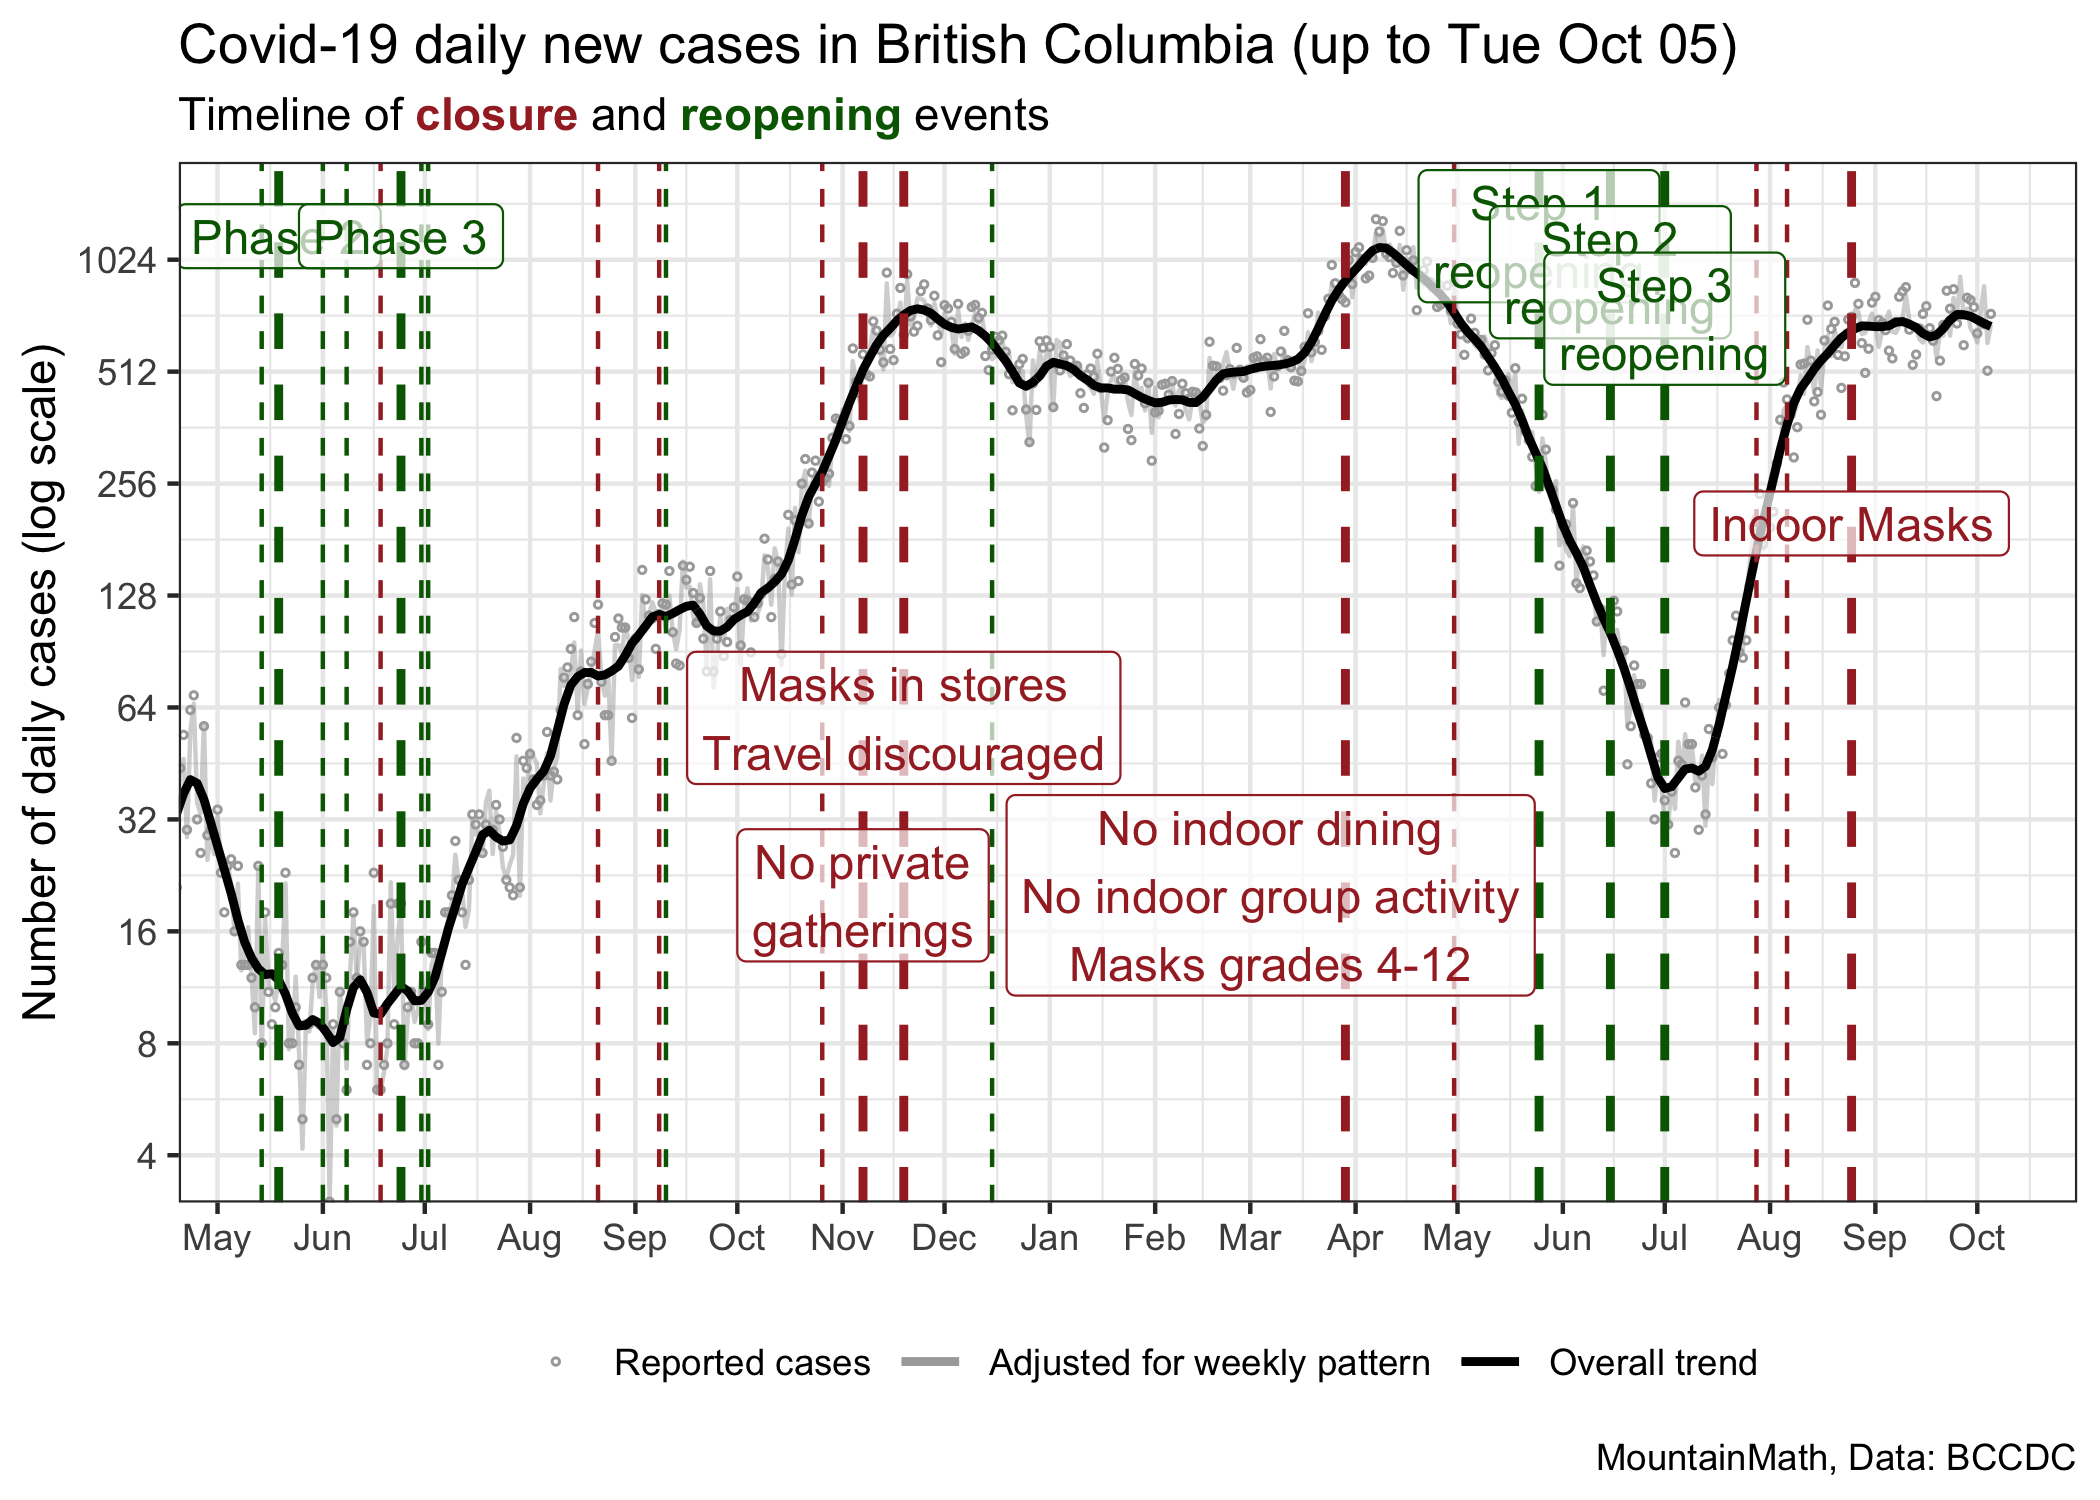 Covid-19 daily new cases in British Columbia (up to Tue Oct 05)
Timeline of closure and reopening events
Number of daily cases (log scale)
1024
512
256
128
64
32
16
8
4
Phase 2
Phase 3
Masks in stores
Travel discouraged
No private
gatherings
No indoor dining
No indoor group activity
Masks grades 4-12
Step 1
reopening
Step 2
reopening
Step 3
reopening
Indoor Masks
May Jun Jul Aug Sep Oct Nov Dec Jan Feb Mar Apr May Jun Jul Aug Sep Oct
Reported cases Adjusted for weekly pattern Overall trend
MountainMath, Data: BCCDC